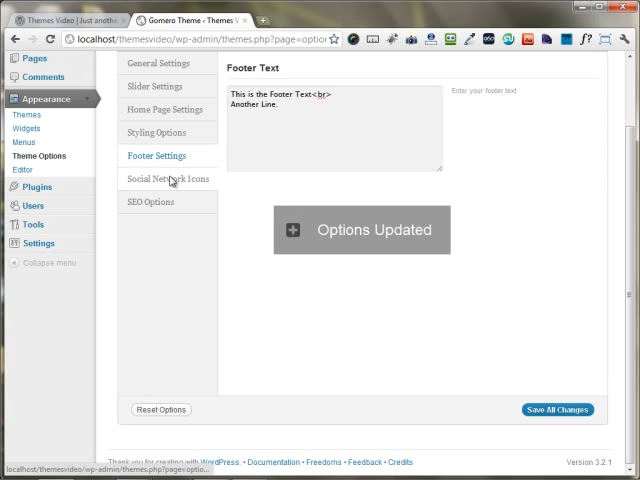 Themes Video | Just anothe
Gomero Theme ‹ Themes V
localhost/themesvideo/wp-admin/themes.php?page=option
Pages
Comments
Appearance
Themes
Widgets
Menus
Theme Options
Editor
Plugins
Users
Tools
Settings
Collapse menu
General Settings
Slider Settings
Home Page Settings
Styling Options
Footer Settings
Social Network Icons
SEO Options
Footer Text
This is the Footer Text<br>
Another Line.
Enter your footer text
Options Updated
Reset Options
Save All Changes
Thank you for creating with WordPress. • Documentation • Freedoms • Feedback • Credits
Version 3.2.1
localhost/themesvideo/wp-admin/themes.php?page=optio...